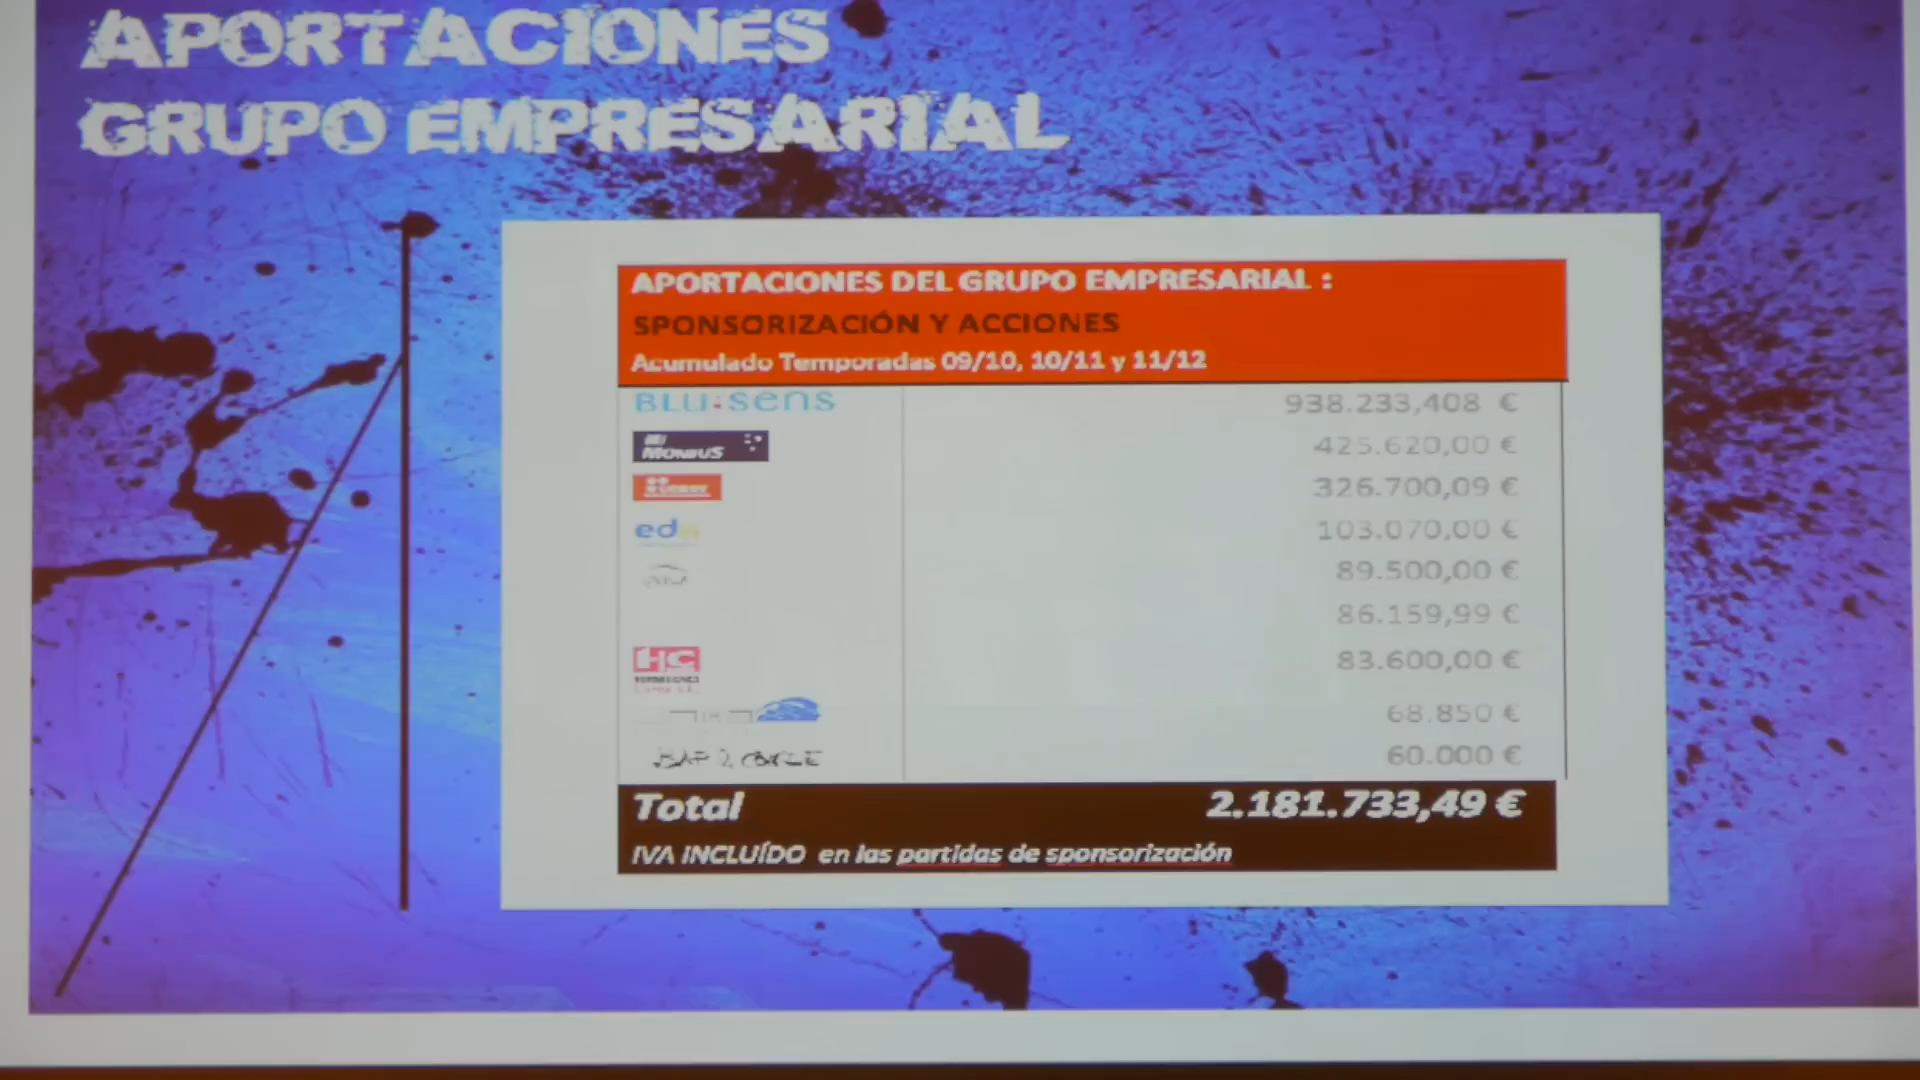 APORTACIONES
GRUPO EMPRESARIAL
APORTACIONES DEL GRUPO EMPRESARIAL :
SPONSORIZACIÓN Y ACCIONES
Acumulado Temporadas 09/10, 10/11 y 11/12
BLU:sens 938.233,408 €
MONBUS 425.620,00 €
326.700,09 €
103.070,00 €
89.500,00 €
86.159,99 €
HC 83.600,00 €
68.850 €
60.000 €
Total 2.181.733,49 €
IVA INCLUÍDO en las partidas de sponsorización